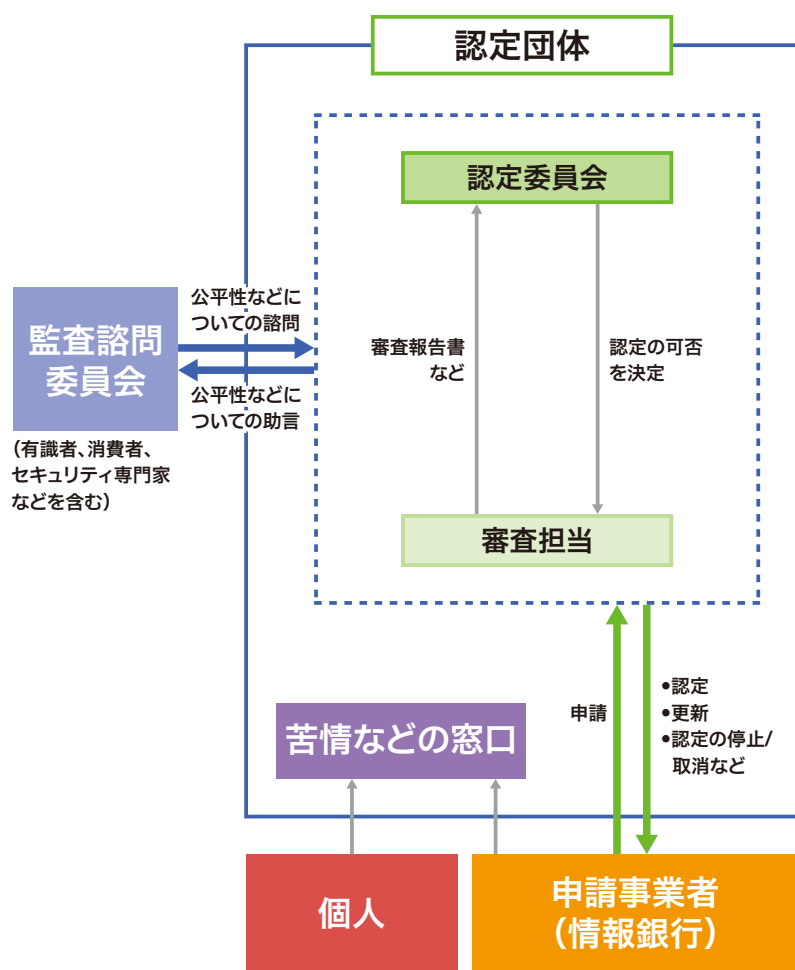 認定団体
認定委員会
公平性などに
ついての諮問
監査諮問
委員会
公平性などに
ついての助言
(有識者、消費者、
セキュリティ専門家
などを含む)
審査報告書
など
認定の可否
を決定
審査担当
申請
•認定
•更新
•認定の停止/
取消など
苦情などの窓口
個人
申請事業者
(情報銀行)